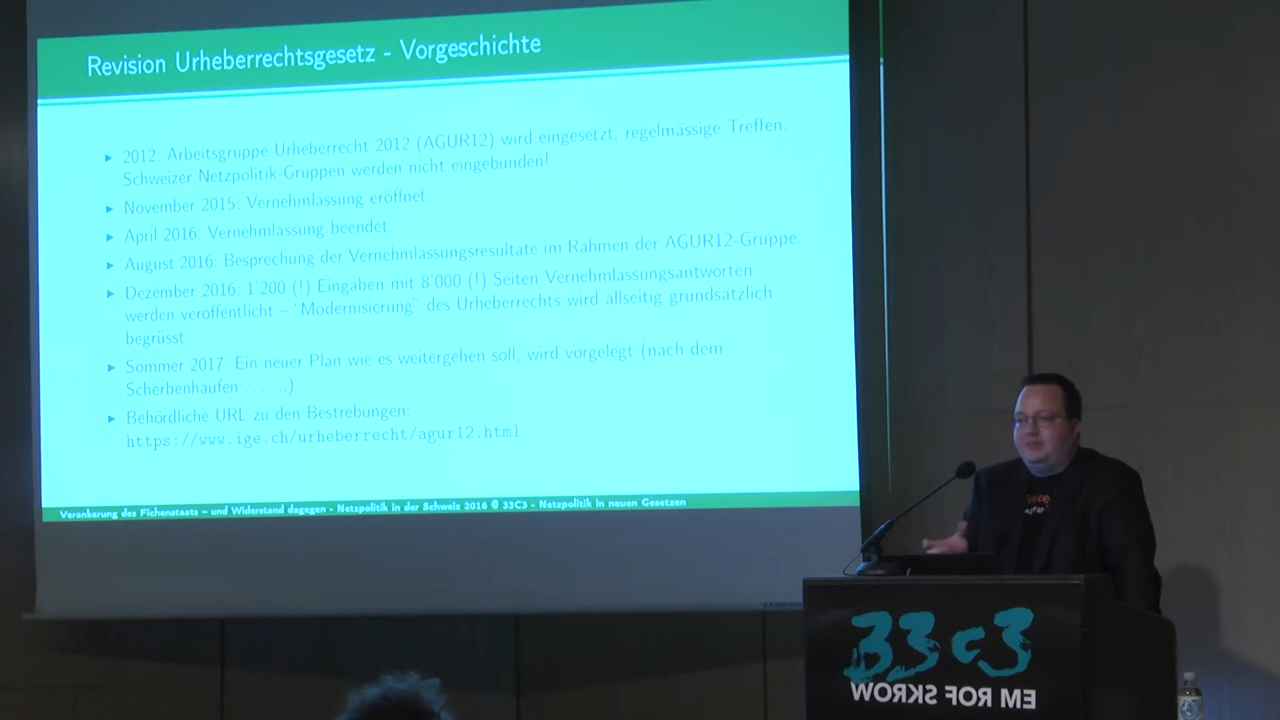 Revision Urheberrechtsgesetz - Vorgeschichte
▶ 2012: Arbeitsgruppe Urheberrecht 2012 (AGUR12) wird eingesetzt, regelmässige Treffen;
Schweizer Netzpolitik-Gruppen werden nicht eingebunden!
▶ November 2015: Vernehmlassung eröffnet.
▶ April 2016: Vernehmlassung beendet.
▶ August 2016: Besprechung der Vernehmlassungsresultate im Rahmen der AGUR12-Gruppe.
▶ Dezember 2016: 1'200 (!) Eingaben mit 8'000 (!) Seiten Vernehmlassungsantworten
werden veröffentlicht – "Modernisierung" des Urheberrechts wird allseitig grundsätzlich
begrüsst.
▶ Sommer 2017: Ein neuer Plan wie es weitergehen soll, wird vorgelegt (nach dem
Scherbenhaufen ... ...).
▶ Behördliche URL zu den Bestrebungen:
https://www.ige.ch/urheberrecht/agur12.html
Verankerung des Fichenstaats – und Widerstand dagegen - Netzpolitik in der Schweiz 2016 @ 33C3 - Netzpolitik in neuen Gesetzen
33C3
WORKS FOR ME